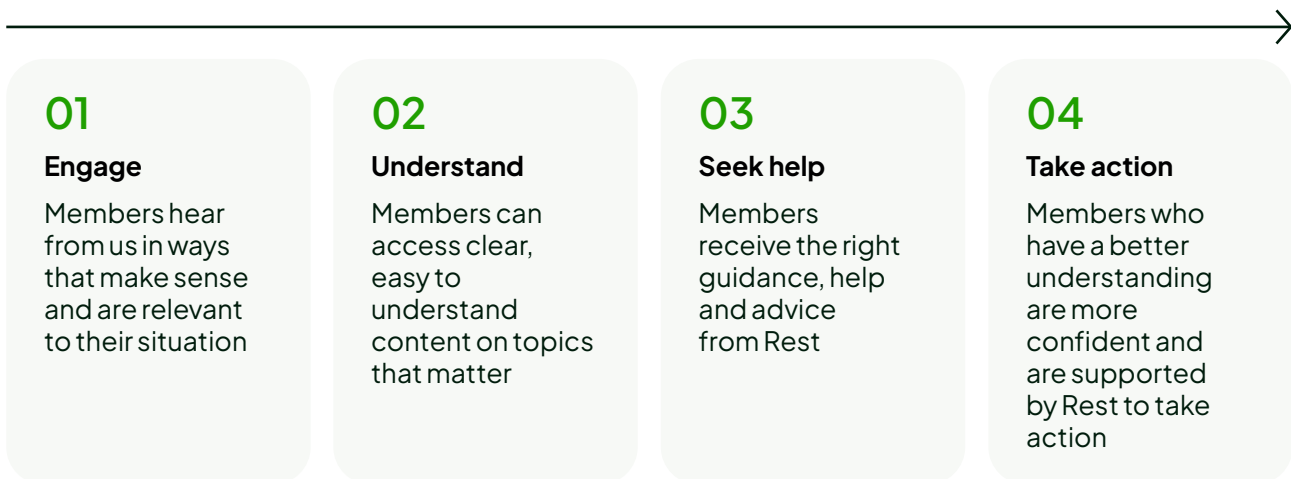 01
Engage
Members hear
from us in ways
that make sense
and are relevant
to their situation
02
Understand
Members can
access clear,
easy to
understand
content on topics
that matter
03
Seek help
Members
receive the right
guidance, help
and advice
from Rest
04
Take action
Members who
have a better
understanding
are more
confident and
are supported
by Rest to take
action